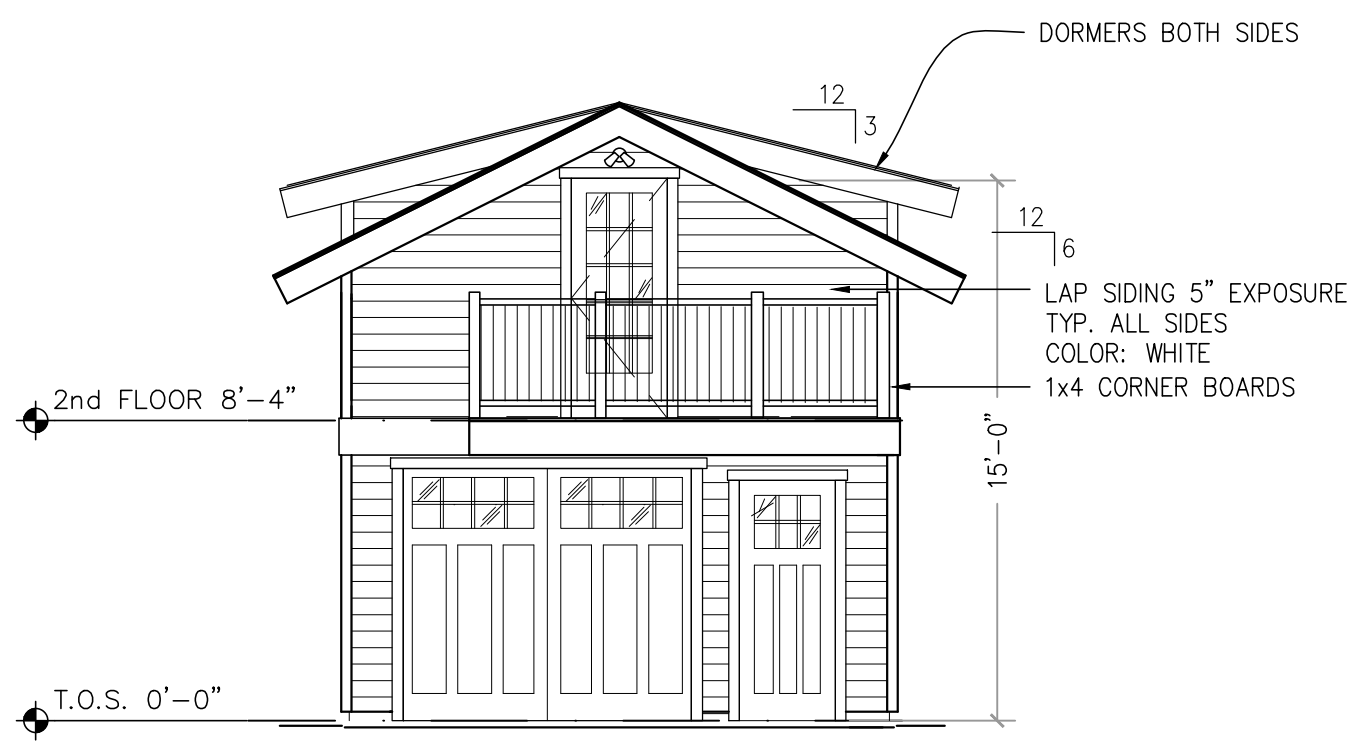 DORMERS BOTH SIDES
12
3
12
6
LAP SIDING 5” EXPOSURE
TYP. ALL SIDES
COLOR: WHITE
1x4 CORNER BOARDS
2nd FLOOR 8'-4”
15'-0”
T.O.S. 0'-0”